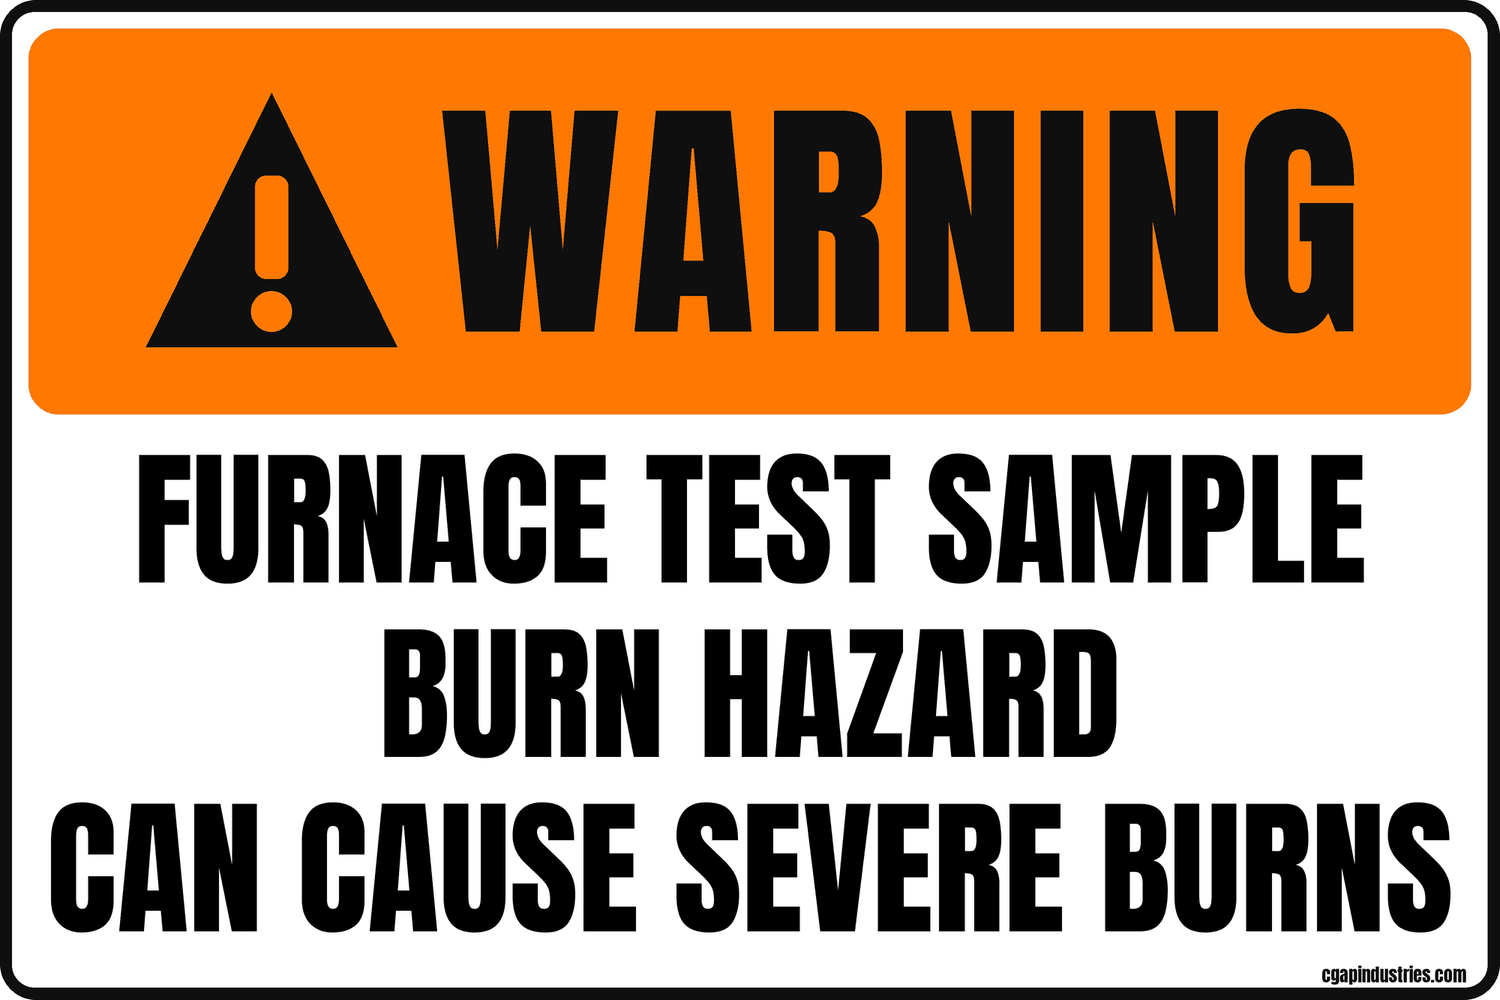 WARNING
FURNACE TEST SAMPLE
BURN HAZARD
CAN CAUSE SEVERE BURNS
cgapindustries.com